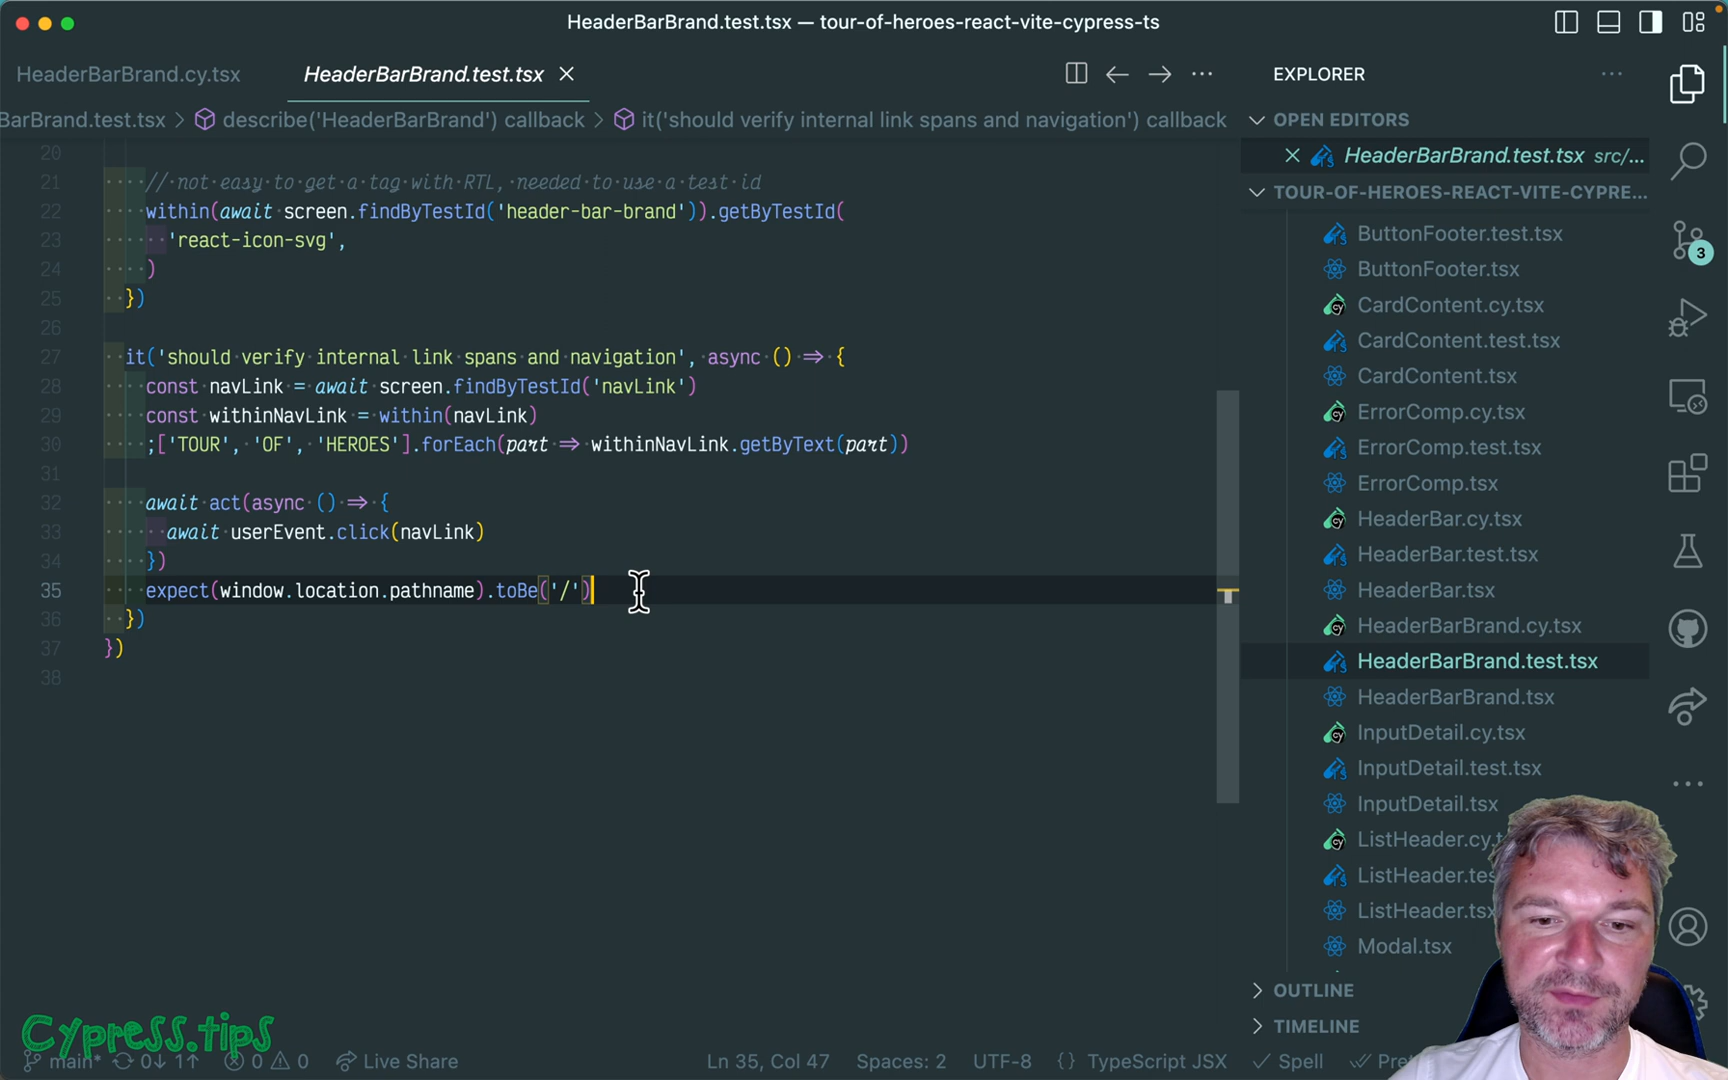 HeaderBarBrand.test.tsx — tour-of-heroes-react-vite-cypress-ts
HeaderBarBrand.cy.tsx
HeaderBarBrand.test.tsx
BarBrand.test.tsx > describe('HeaderBarBrand') callback > it('should verify internal link spans and navigation') callback
20
21 // not easy to get a tag with RTL, needed to use a test id
22 within(await screen.findByTestId('header-bar-brand')).getByTestId(
23 'react-icon-svg',
24 )
25 })
26
27 it('should verify internal link spans and navigation', async () => {
28 const navLink = await screen.findByTestId('navLink')
29 const withinNavLink = within(navLink)
30 ;['TOUR', 'OF', 'HEROES'].forEach(part => withinNavLink.getByText(part))
31
32 await act(async () => {
33 await userEvent.click(navLink)
34 })
35 expect(window.location.pathname).toBe('/')
36 })
37 })
38
EXPLORER
OPEN EDITORS
HeaderBarBrand.test.tsx src/...
TOUR-OF-HEROES-REACT-VITE-CYPRE...
ButtonFooter.test.tsx
ButtonFooter.tsx
CardContent.cy.tsx
CardContent.test.tsx
CardContent.tsx
ErrorComp.cy.tsx
ErrorComp.test.tsx
ErrorComp.tsx
HeaderBar.cy.tsx
HeaderBar.test.tsx
HeaderBar.tsx
HeaderBarBrand.cy.tsx
HeaderBarBrand.test.tsx
HeaderBarBrand.tsx
InputDetail.cy.tsx
InputDetail.test.tsx
InputDetail.tsx
ListHeader.cy.t
ListHeader.tes
ListHeader.tsx
Modal.tsx
OUTLINE
TIMELINE
3
Cypress.tips
main* 0↓ 1↑ 0 0 Live Share Ln 35, Col 47 Spaces: 2 UTF-8 {} TypeScript JSX Spell Pre